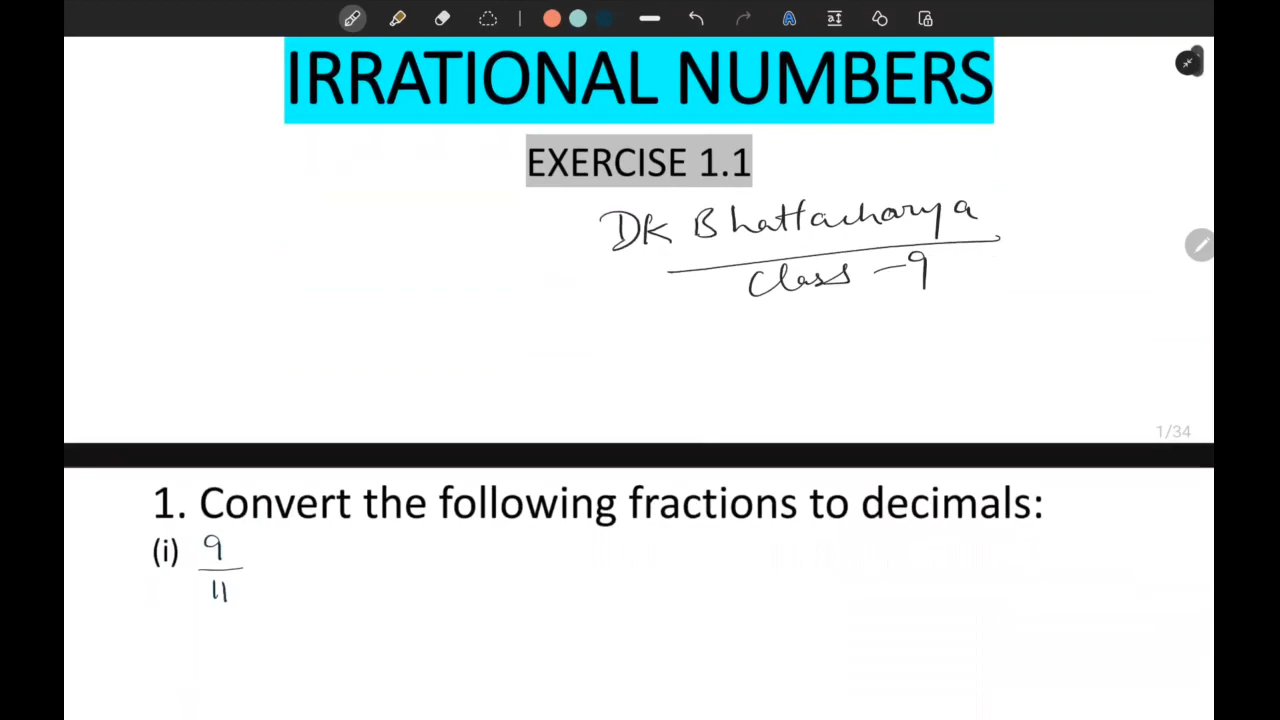 IRRATIONAL NUMBERS
EXERCISE 1.1
DK Bhattacharya
Class -9
1/34
1. Convert the following fractions to decimals:
(i) 9
11